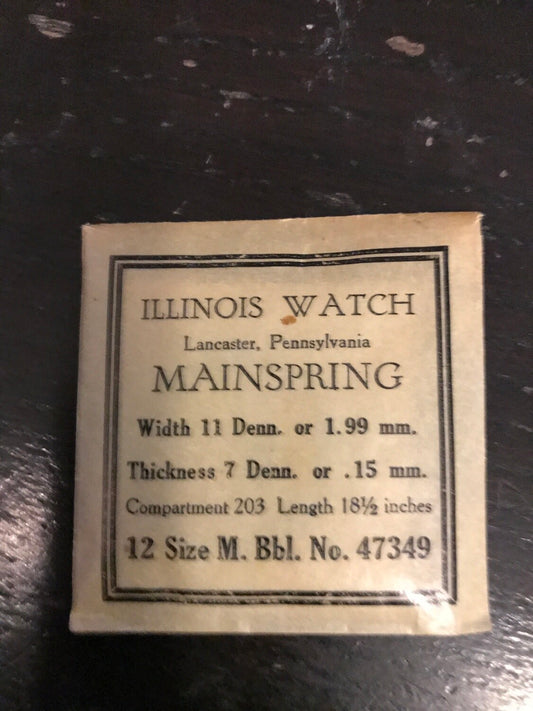 ILLINOIS WATCH
Lancaster, Pennsylvania
MAINSPRING
Width 11 Denn. or 1.99 mm.
Thickness 7 Denn. or .15 mm.
Compartment 203 Length 18½ inches
12 Size M. Bbl. No. 47349